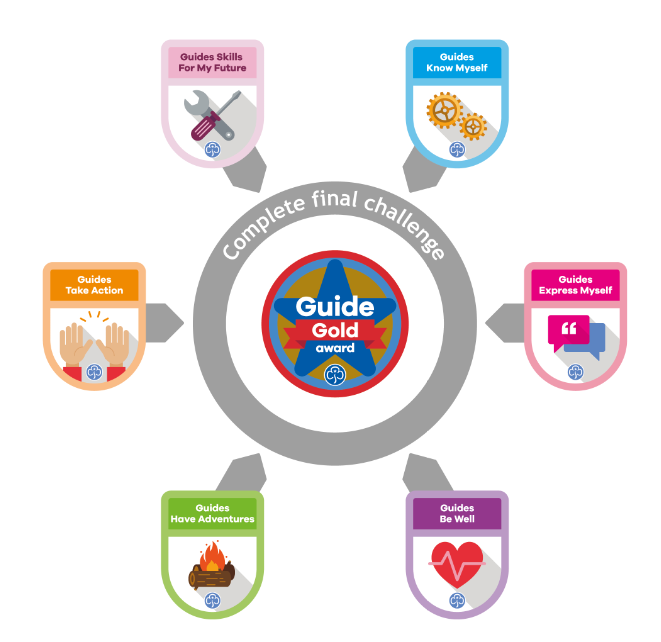 Guides Skills
For My Future
Guides
Know Myself
Complete final challenge
Guides
Take Action
Guide
Gold
award
Guides
Express Myself
Guides
Have Adventures
Guides
Be Well